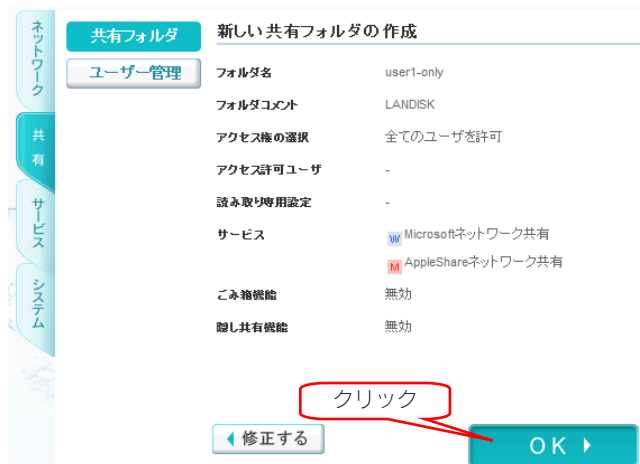 ネットワーク
共有
サービス
システム
共有フォルダ
ユーザー管理
新しい共有フォルダの作成
フォルダ名 user1-only
フォルダコメント LANDISK
アクセス権の選択 全てのユーザを許可
アクセス許可ユーザ -
読み取り専用設定 -
サービス W Microsoftネットワーク共有
M AppleShareネットワーク共有
ごみ箱機能 無効
隠し共有機能 無効
クリック
修正する
OK